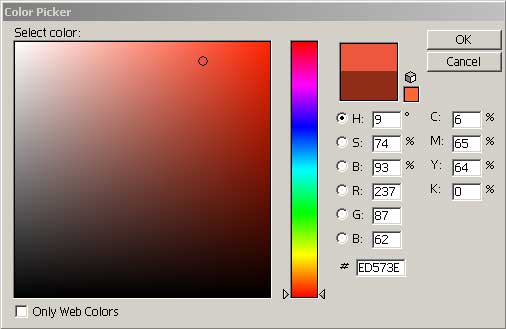 Color Picker
Select color:
OK
Cancel
H: 9 °
S: 74 %
B: 93 %
R: 237
G: 87
B: 62
# ED573E
C: 6 %
M: 65 %
Y: 64 %
K: 0 %
Only Web Colors